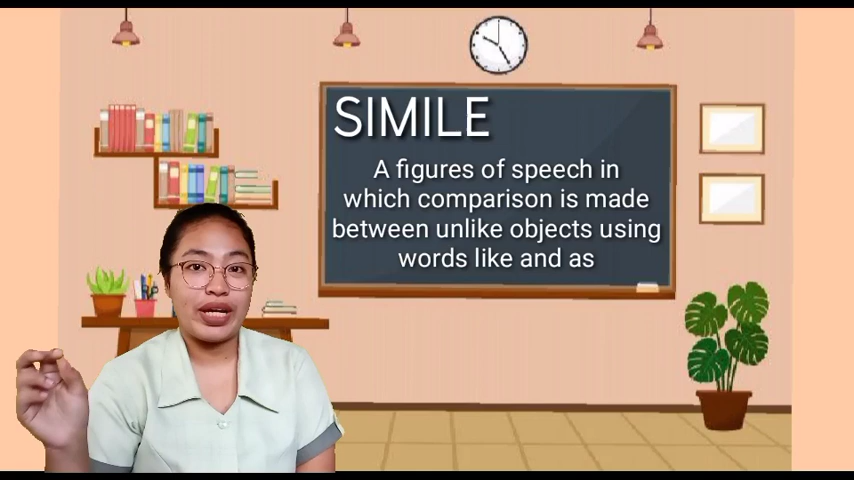 SIMILE
A figures of speech in
which comparison is made
between unlike objects using
words like and as